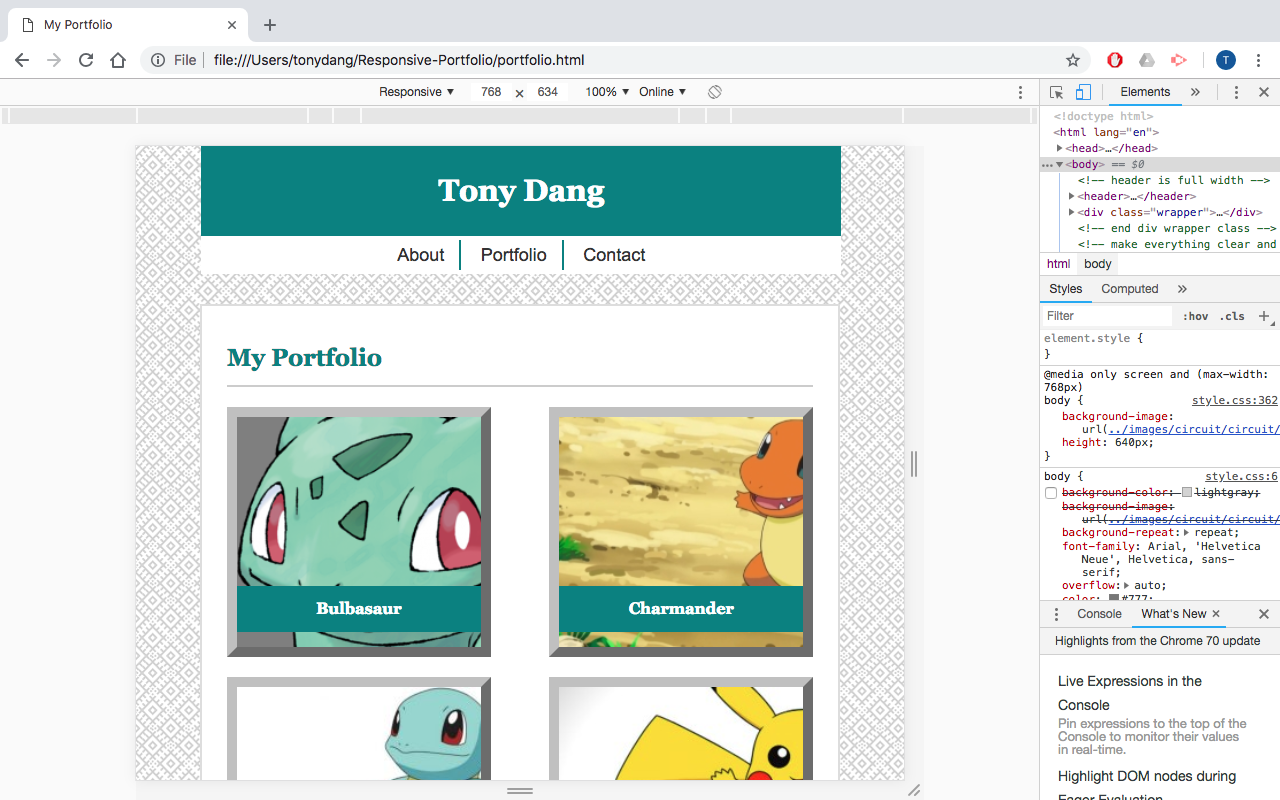 My Portfolio
File file:///Users/tonydang/Responsive-Portfolio/portfolio.html
T
Responsive ▼ 768 × 634 100% ▼ Online ▼
Elements »
<!doctype html>
<html lang="en">
<head>…</head>
… <body> == $0
<!-- header is full width -->
<header>…</header>
<div class="wrapper">…</div>
<!-- end div wrapper class -->
<!-- make everything clear and
html body
Styles Computed »
Filter :hov .cls +
element.style {
}
@media only screen and (max-width:
768px)
body { style.css:362
background-image:
url(../images/circuit/circuit/
height: 640px;
}
body { style.css:6
background-color: lightgray;
background-image:
url(../images/circuit/circuit/
background-repeat: repeat;
font-family: Arial, 'Helvetica
Neue', Helvetica, sans-
serif;
overflow: auto;
color: #777;
Console What's New ×
Highlights from the Chrome 70 update
Live Expressions in the
Console
Pin expressions to the top of the
Console to monitor their values
in real-time.
Highlight DOM nodes during
Eager Evaluation
Tony Dang
About Portfolio Contact
My Portfolio
Bulbasaur Charmander